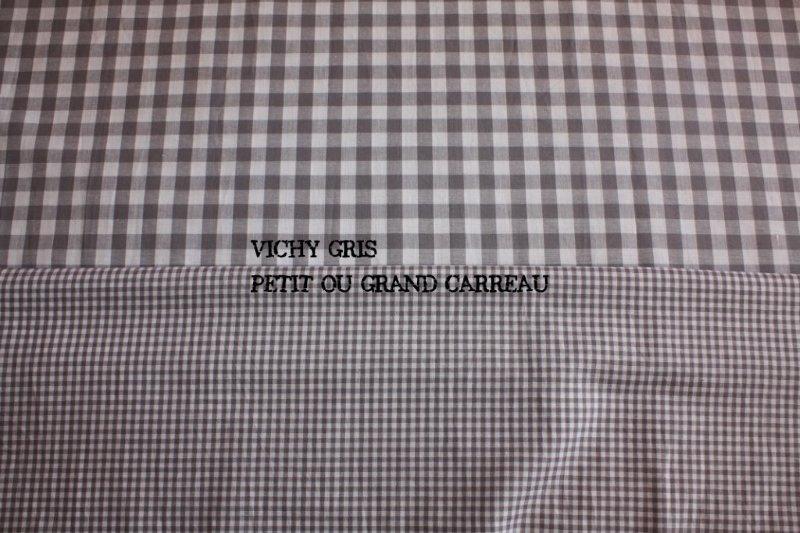 VICHY GRIS
PETIT OU GRAND CARREAU